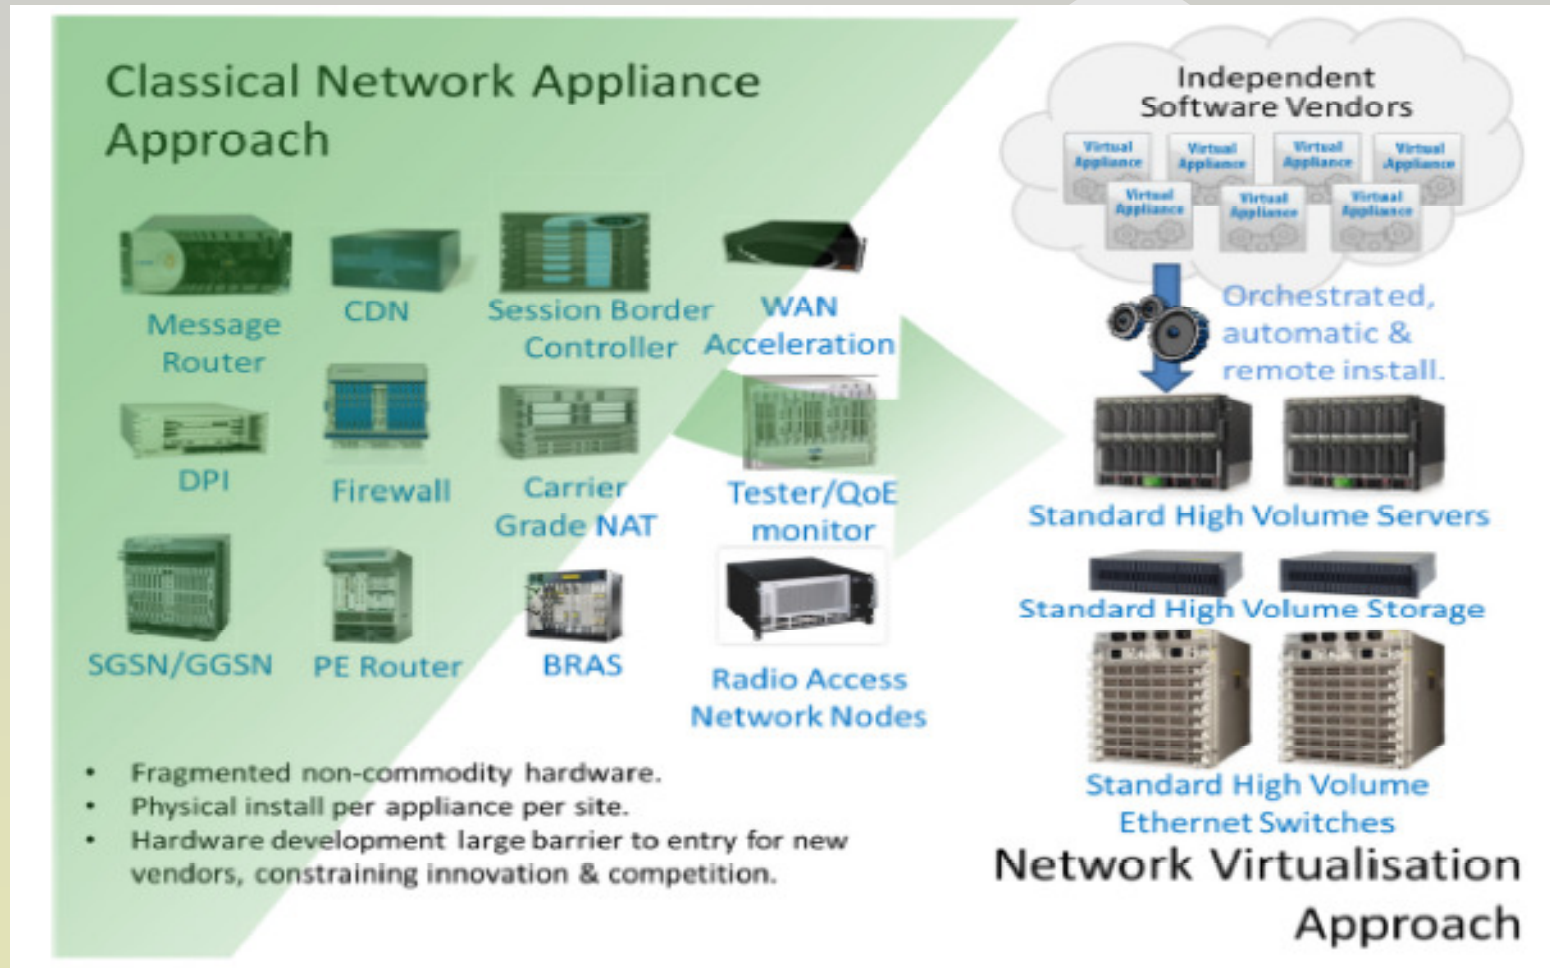 Classical Network Appliance
Approach
Message
Router
CDN
Session Border
Controller
WAN
Acceleration
DPI
Firewall
Carrier
Grade NAT
Tester/QoE
monitor
SGSN/GGSN
PE Router
BRAS
Radio Access
Network Nodes
• Fragmented non-commodity hardware.
• Physical install per appliance per site.
• Hardware development large barrier to entry for new
vendors, constraining innovation & competition.
Independent
Software Vendors
Virtual
Appliance
Virtual
Appliance
Virtual
Appliance
Virtual
Appliance
Virtual
Appliance
Virtual
Appliance
Virtual
Appliance
Orchestrated,
automatic &
remote install.
Standard High Volume Servers
Standard High Volume Storage
Standard High Volume
Ethernet Switches
Network Virtualisation
Approach